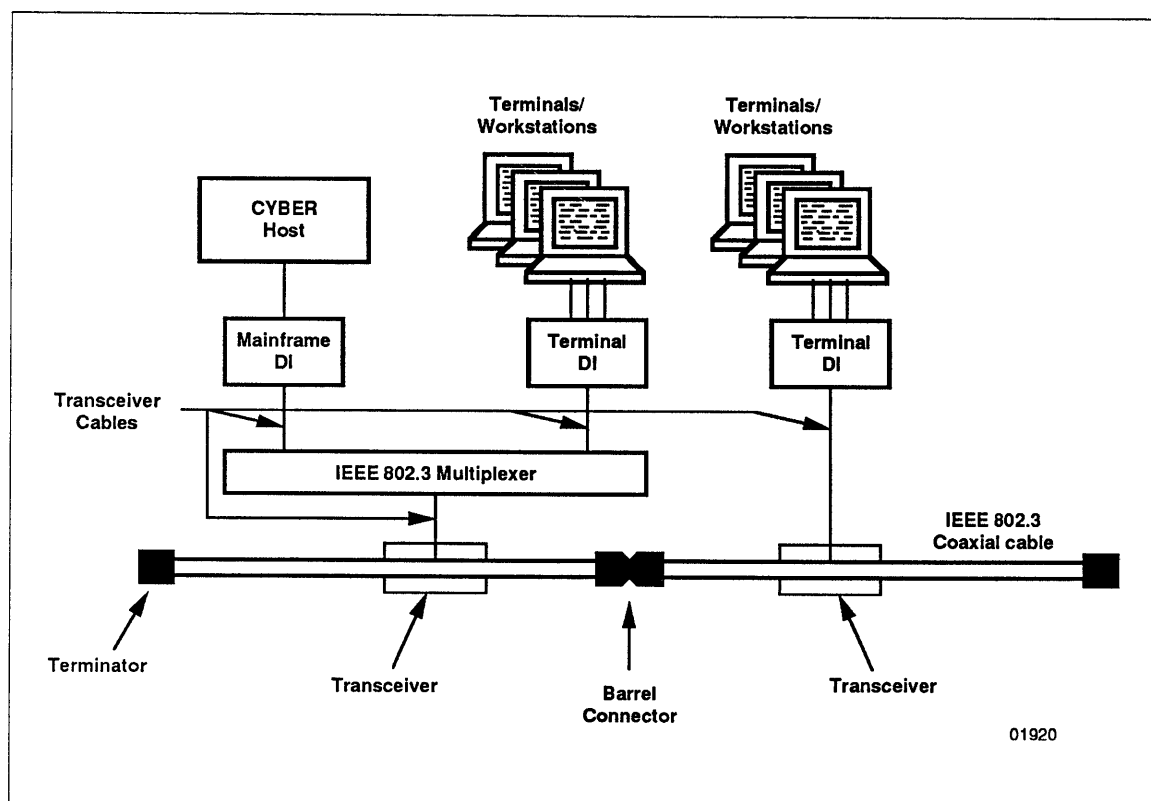 Terminals/
Workstations
Terminals/
Workstations
CYBER
Host
Mainframe
DI
Terminal
DI
Terminal
DI
Transceiver
Cables
IEEE 802.3 Multiplexer
IEEE 802.3
Coaxial cable
Terminator
Transceiver
Barrel
Connector
Transceiver
01920